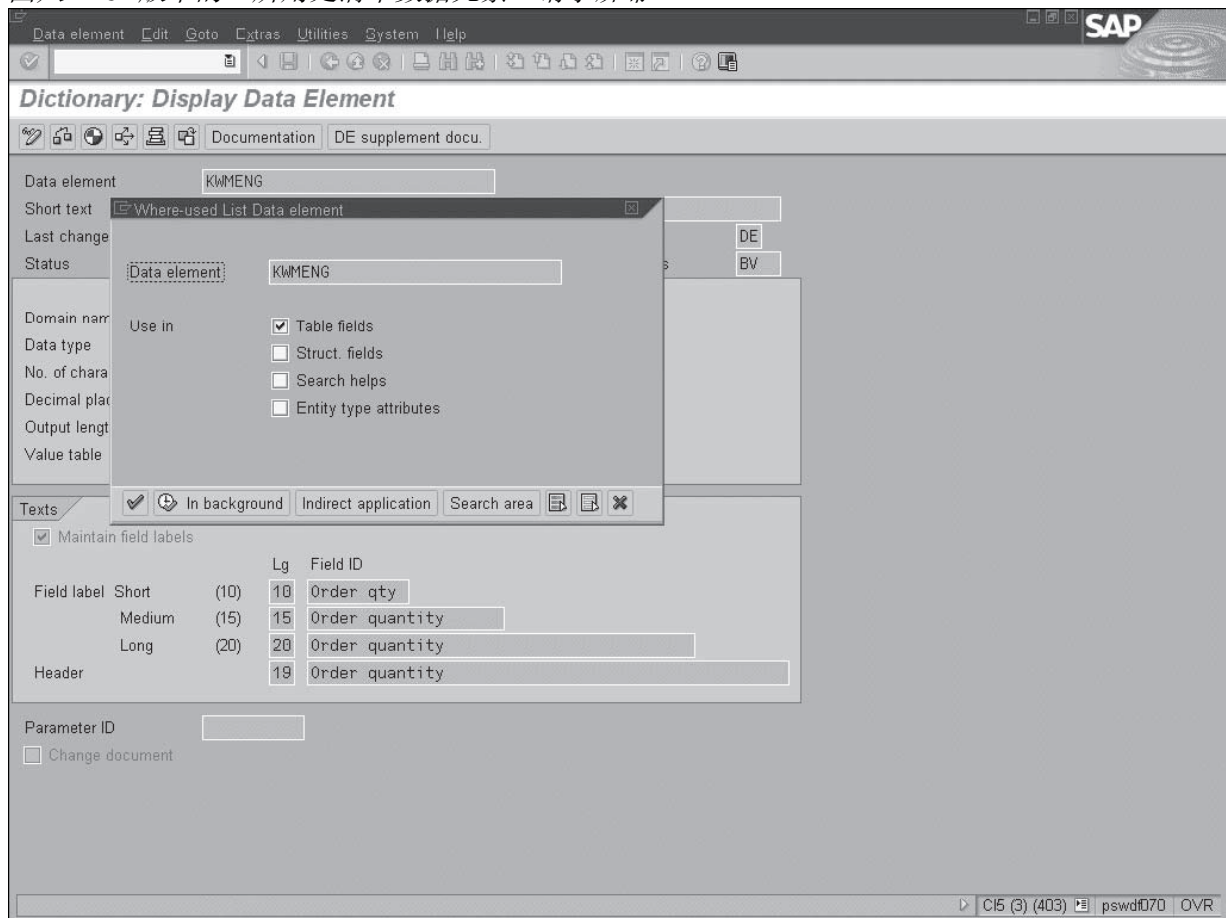 Data element Edit Goto Extras Utilities System Help
SAP
Dictionary: Display Data Element
Documentation DE supplement docu.
Data element KWMENG
Short text
Last change DE
Status s BV
Domain nam
Data type
No. of chara
Decimal plac
Output lengt
Value table
Where-used List Data element
Data element KWMENG
Use in Table fields
Struct. fields
Search helps
Entity type attributes
In background Indirect application Search area
Texts
Maintain field labels
Lg Field ID
Field label Short (10) 10 Order qty
Medium (15) 15 Order quantity
Long (20) 20 Order quantity
Header 19 Order quantity
Parameter ID
Change document
CI5 (3) (403) pswdf070 OVR